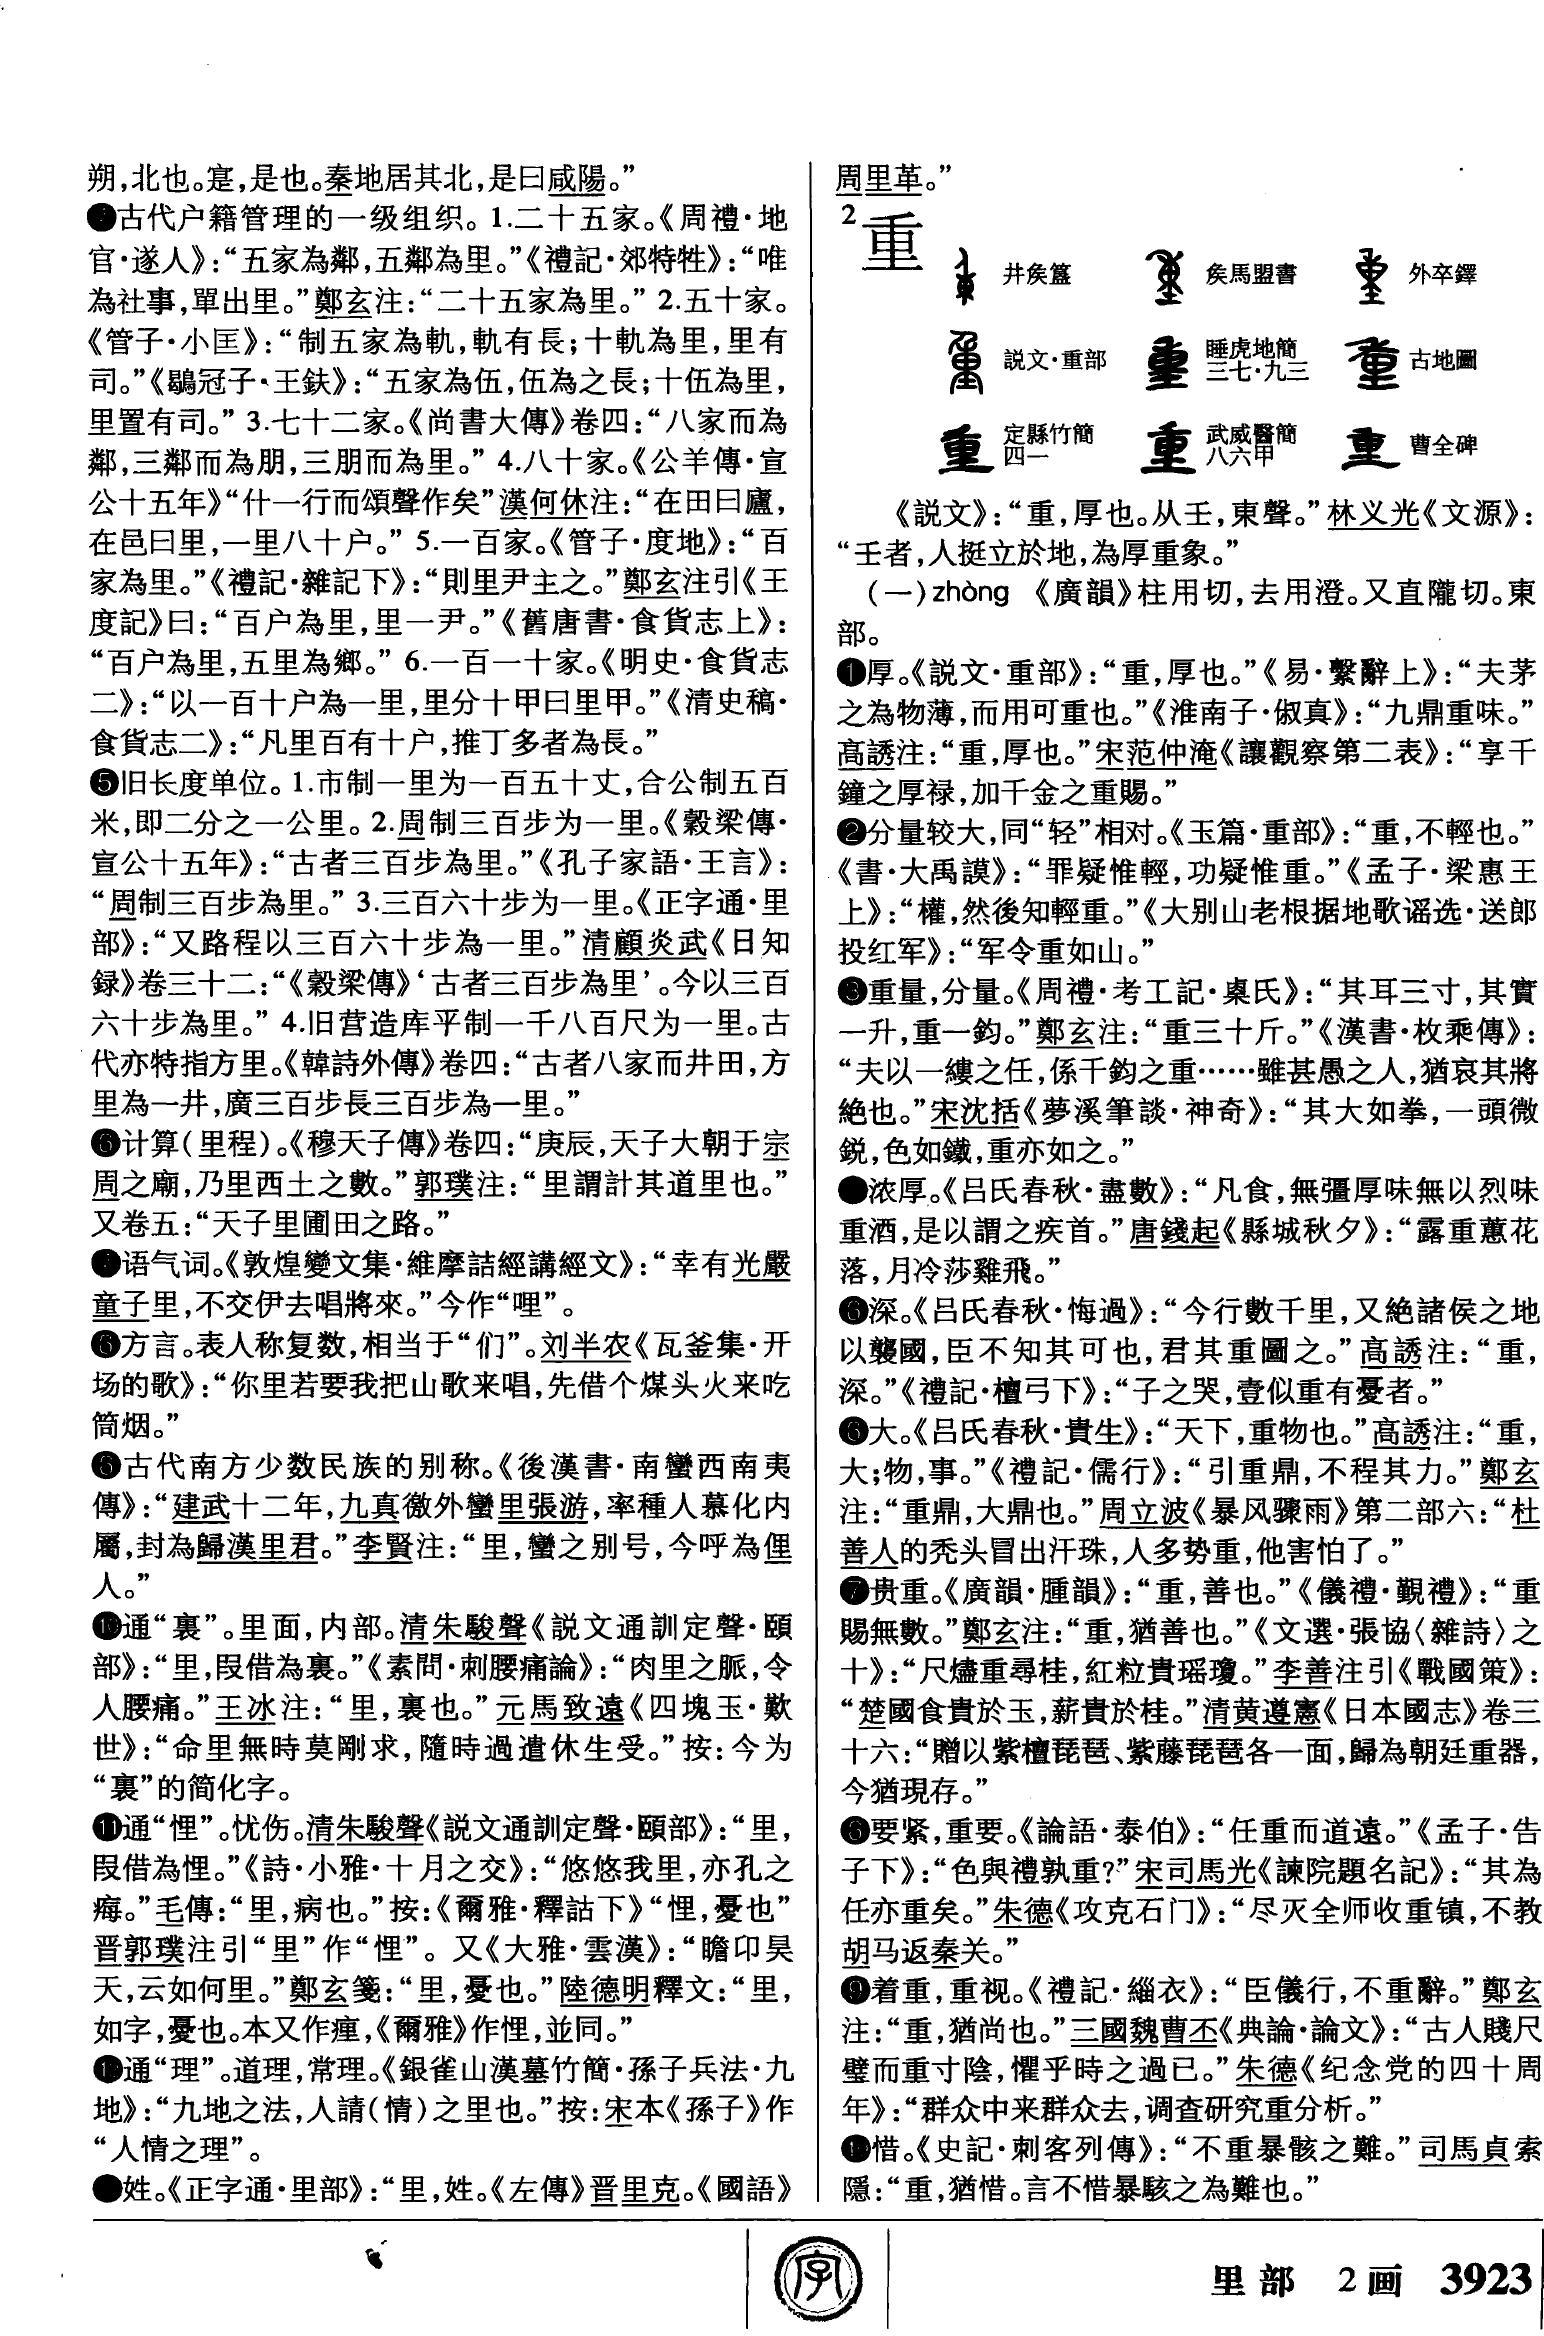 朔,北也。寔,是也。秦地居其北,是曰咸陽。”
❹古代户籍管理的一级组织。1.二十五家。《周禮·地
官·遂人》:“五家為鄰,五鄰為里。”《禮記·郊特牲》:“唯
為社事,單出里。”鄭玄注:“二十五家為里。”2.五十家。
《管子·小匡》:“制五家為軌,軌有長;十軌為里,里有
司。”《鶡冠子·王鈇》:“五家為伍,伍為之長;十伍為里,
里置有司。”3.七十二家。《尚書大傳》卷四:“八家而為
鄰,三鄰而為朋,三朋而為里。”4.八十家。《公羊傳·宣
公十五年》“什一行而頌聲作矣”漢何休注:“在田曰廬,
在邑曰里,一里八十户。”5.一百家。《管子·度地》:“百
家為里。”《禮記·雜記下》:“則里尹主之。”鄭玄注引《王
度記》曰:“百户為里,里一尹。”《舊唐書·食貨志上》:
“百户為里,五里為鄉。”6.一百一十家。《明史·食貨志
二》:“以一百十户為一里,里分十甲曰里甲。”《清史稿·
食貨志二》:“凡里百有十户,推丁多者為長。”
❺旧长度单位。1.市制一里为一百五十丈,合公制五百
米,即二分之一公里。2.周制三百步为一里。《穀梁傳·
宣公十五年》:“古者三百步為里。”《孔子家語·王言》:
“周制三百步為里。”3.三百六十步为一里。《正字通·里
部》:“又路程以三百六十步為一里。”清顧炎武《日知
録》卷三十二:“《穀梁傳》‘古者三百步為里’。今以三百
六十步為里。”4.旧营造库平制一千八百尺为一里。古
代亦特指方里。《韓詩外傳》卷四:“古者八家而井田,方
里為一井,廣三百步長三百步為一里。”
❻计算(里程)。《穆天子傳》卷四:“庚辰,天子大朝于宗
周之廟,乃里西土之數。”郭璞注:“里謂計其道里也。”
又卷五:“天子里圃田之路。”
❼语气词。《敦煌變文集·維摩詰經講經文》:“幸有光嚴
童子里,不交伊去唱將來。”今作“哩”。
❽方言。表人称复数,相当于“们”。刘半农《瓦釜集·开
场的歌》:“你里若要我把山歌来唱,先借个煤头火来吃
筒烟。”
❾古代南方少数民族的别称。《後漢書·南蠻西南夷
傳》:“建武十二年,九真徼外蠻里張游,率種人慕化内
屬,封為歸漢里君。”李賢注:“里,蠻之别号,今呼為俚
人。”
❿通“裏”。里面,内部。清朱駿聲《説文通訓定聲·頤
部》:“里,叚借為裏。”《素問·刺腰痛論》:“肉里之脈,令
人腰痛。”王冰注:“里,裏也。”元馬致遠《四塊玉·歎
世》:“命里無時莫剛求,隨時過遣休生受。”按:今为
“裏”的简化字。
⓫通“悝”。忧伤。清朱駿聲《説文通訓定聲·頤部》:“里,
叚借為悝。”《詩·小雅·十月之交》:“悠悠我里,亦孔之
痗。”毛傳:“里,病也。”按:《爾雅·釋詁下》“悝,憂也”
晋郭璞注引“里”作“悝”。又《大雅·雲漢》:“瞻卬昊
天,云如何里。”鄭玄箋:“里,憂也。”陸德明釋文:“里,
如字,憂也。本又作瘇,《爾雅》作悝,並同。”
⓬通“理”。道理,常理。《銀雀山漢墓竹簡·孫子兵法·九
地》:“九地之法,人請(情)之里也。”按:宋本《孫子》作
“人情之理”。
⓭姓。《正字通·里部》:“里,姓。《左傳》晋里克。《國語》
周里革。”
2重
井矦簋 矦馬盟書 外卒鐸
説文·重部 睡虎地簡三七·九三 古地圖
定縣竹簡四一 武威醫簡八六甲 曹全碑
《説文》:“重,厚也。从壬,東聲。”林义光《文源》:
“壬者,人挺立於地,為厚重象。”
(一)zhòng 《廣韻》柱用切,去用澄。又直隴切。東
部。
❶厚。《説文·重部》:“重,厚也。”《易·繫辭上》:“夫茅
之為物薄,而用可重也。”《淮南子·俶真》:“九鼎重味。”
高誘注:“重,厚也。”宋范仲淹《讓觀察第二表》:“享千
鐘之厚禄,加千金之重賜。”
❷分量较大,同“轻”相对。《玉篇·重部》:“重,不輕也。”
《書·大禹謨》:“罪疑惟輕,功疑惟重。”《孟子·梁惠王
上》:“權,然後知輕重。”《大别山老根据地歌谣选·送郎
投红军》:“军令重如山。”
❸重量,分量。《周禮·考工記·㮚氏》:“其耳三寸,其實
一升,重一鈞。”鄭玄注:“重三十斤。”《漢書·枚乘傳》:
“夫以一縷之任,係千鈞之重……雖甚愚之人,猶哀其將
絶也。”宋沈括《夢溪筆談·神奇》:“其大如拳,一頭微
鋭,色如鐵,重亦如之。”
❹浓厚。《吕氏春秋·盡數》:“凡食,無彊厚味無以烈味
重酒,是以謂之疾首。”唐錢起《縣城秋夕》:“露重蕙花
落,月冷莎雞飛。”
❺深。《吕氏春秋·悔過》:“今行數千里,又絶諸侯之地
以襲國,臣不知其可也,君其重圖之。”高誘注:“重,
深。”《禮記·檀弓下》:“子之哭,壹似重有憂者。”
❻大。《吕氏春秋·貴生》:“天下,重物也。”高誘注:“重,
大;物,事。”《禮記·儒行》:“引重鼎,不程其力。”鄭玄
注:“重鼎,大鼎也。”周立波《暴风骤雨》第二部六:“杜
善人的秃头冒出汗珠,人多势重,他害怕了。”
❼贵重。《廣韻·腫韻》:“重,善也。”《儀禮·覲禮》:“重
賜無數。”鄭玄注:“重,猶善也。”《文選·張協〈雜詩〉之
十》:“尺燼重尋桂,紅粒貴瑶瓊。”李善注引《戰國策》:
“楚國食貴於玉,薪貴於桂。”清黄遵憲《日本國志》卷三
十六:“贈以紫檀琵琶、紫藤琵琶各一面,歸為朝廷重器,
今猶現存。”
❽要紧,重要。《論語·泰伯》:“任重而道遠。”《孟子·告
子下》:“色與禮孰重?”宋司馬光《諫院題名記》:“其為
任亦重矣。”朱德《攻克石门》:“尽灭全师收重镇,不教
胡马返秦关。”
❾着重,重视。《禮記·緇衣》:“臣儀行,不重辭。”鄭玄
注:“重,猶尚也。”三國魏曹丕《典論·論文》:“古人賤尺
璧而重寸陰,懼乎時之過已。”朱德《纪念党的四十周
年》:“群众中来群众去,调查研究重分析。”
❿惜。《史記·刺客列傳》:“不重暴骸之難。”司馬貞索
隱:“重,猶惜。言不惜暴骸之為難也。”
字
里部 2画 3923